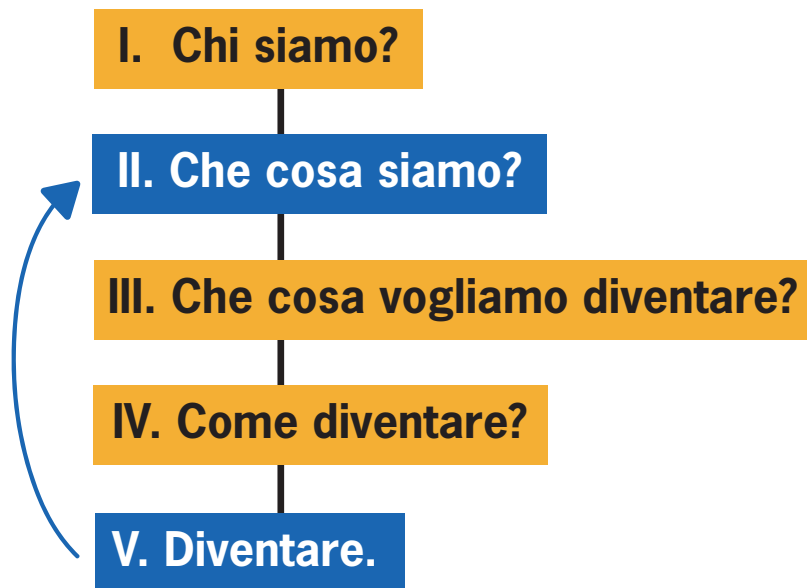 I. Chi siamo?
II. Che cosa siamo?
III. Che cosa vogliamo diventare?
IV. Come diventare?
V. Diventare.